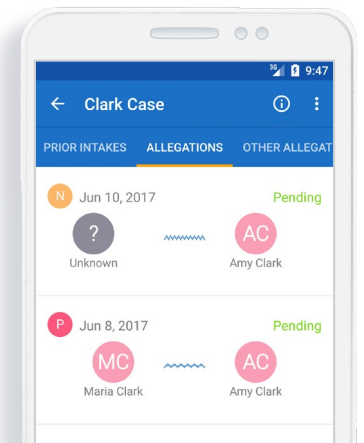 3G 9:47
Clark Case
PRIOR INTAKES ALLEGATIONS OTHER ALLEGAT
N Jun 10, 2017 Pending
? AC
Unknown Amy Clark
P Jun 8, 2017 Pending
MC AC
Maria Clark Amy Clark